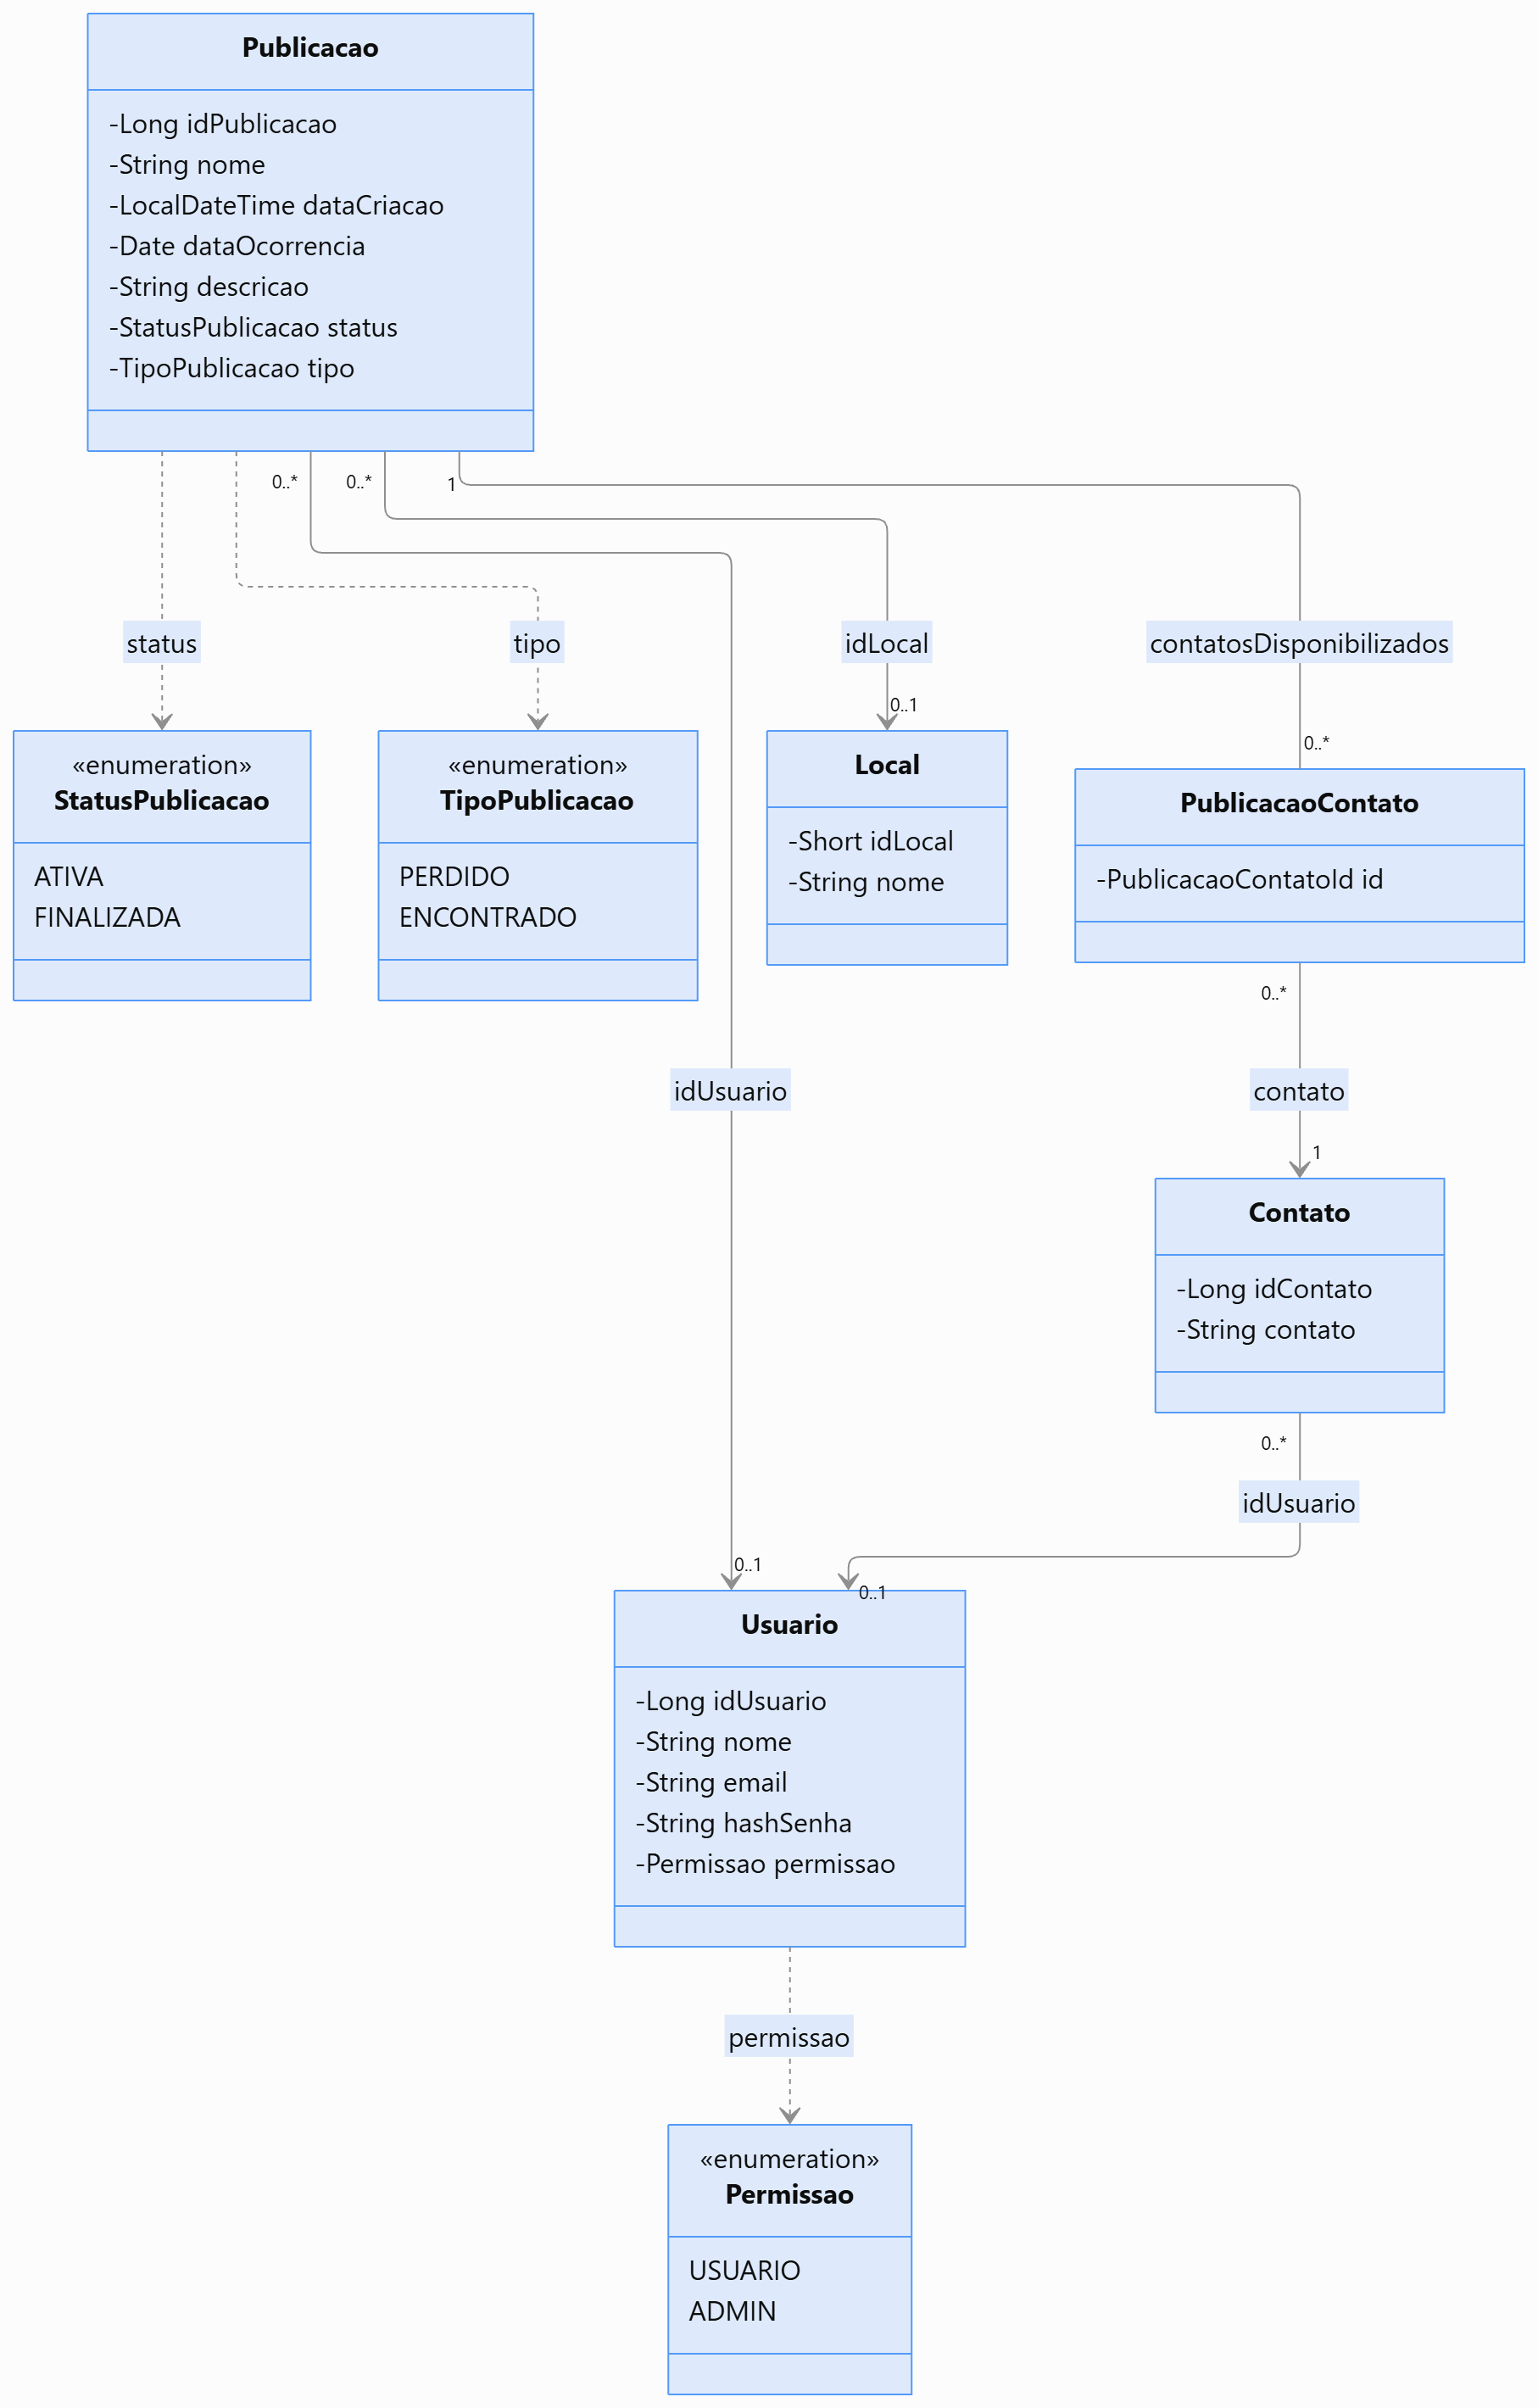 Publicacao
-Long idPublicacao
-String nome
-LocalDateTime dataCriacao
-Date dataOcorrencia
-String descricao
-StatusPublicacao status
-TipoPublicacao tipo
0..*
0..*
1
status
tipo
idLocal
contatosDisponibilizados
0..1
0..*
«enumeration»
StatusPublicacao
ATIVA
FINALIZADA
«enumeration»
TipoPublicacao
PERDIDO
ENCONTRADO
Local
-Short idLocal
-String nome
PublicacaoContato
-PublicacaoContatoId id
0..*
idUsuario
contato
1
Contato
-Long idContato
-String contato
0..*
idUsuario
0..1
0..1
Usuario
-Long idUsuario
-String nome
-String email
-String hashSenha
-Permissao permissao
permissao
«enumeration»
Permissao
USUARIO
ADMIN